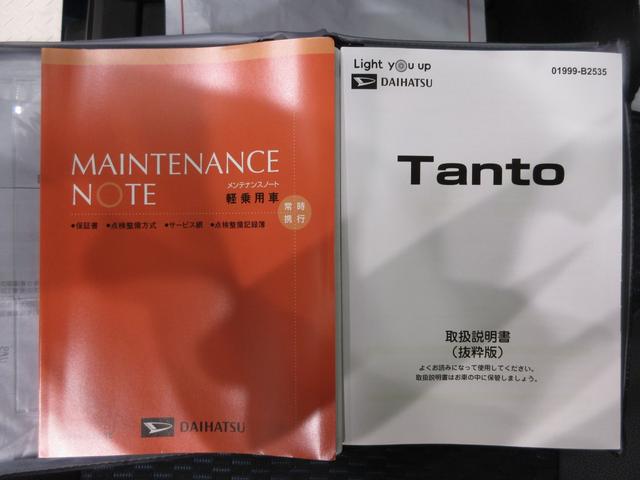 MAINTENANCE
NOTE
メンテナンスノート
軽乗用車
常時
携行
●保証書 ●点検整備方式 ●サービス網 ●点検整備記録簿
DAIHATSU
Light you up
DAIHATSU
01999-B2535
Tanto
取扱説明書
（抜粋版）
よくお読みになって使用してください。
取扱説明書はお車の中に保管しましょう。